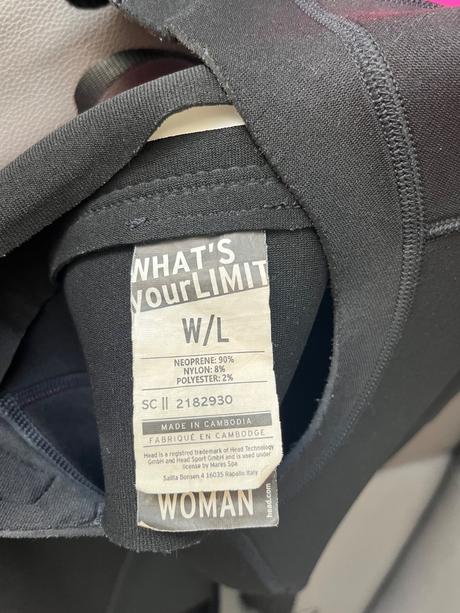 WHAT'S
yourLIMIT
W/L
NEOPRENE: 90%
NYLON: 8%
POLYESTER: 2%
SC || 2182930
MADE IN CAMBODIA
FABRIQUÉ EN CAMBODGE
Head is a registred trademark of Head Technology
GmbH and Head Sport GmbH and is used under
license by Mares Spa
Salita Bonsen 4 16035 Rapallo Italy
WOMAN
head.com